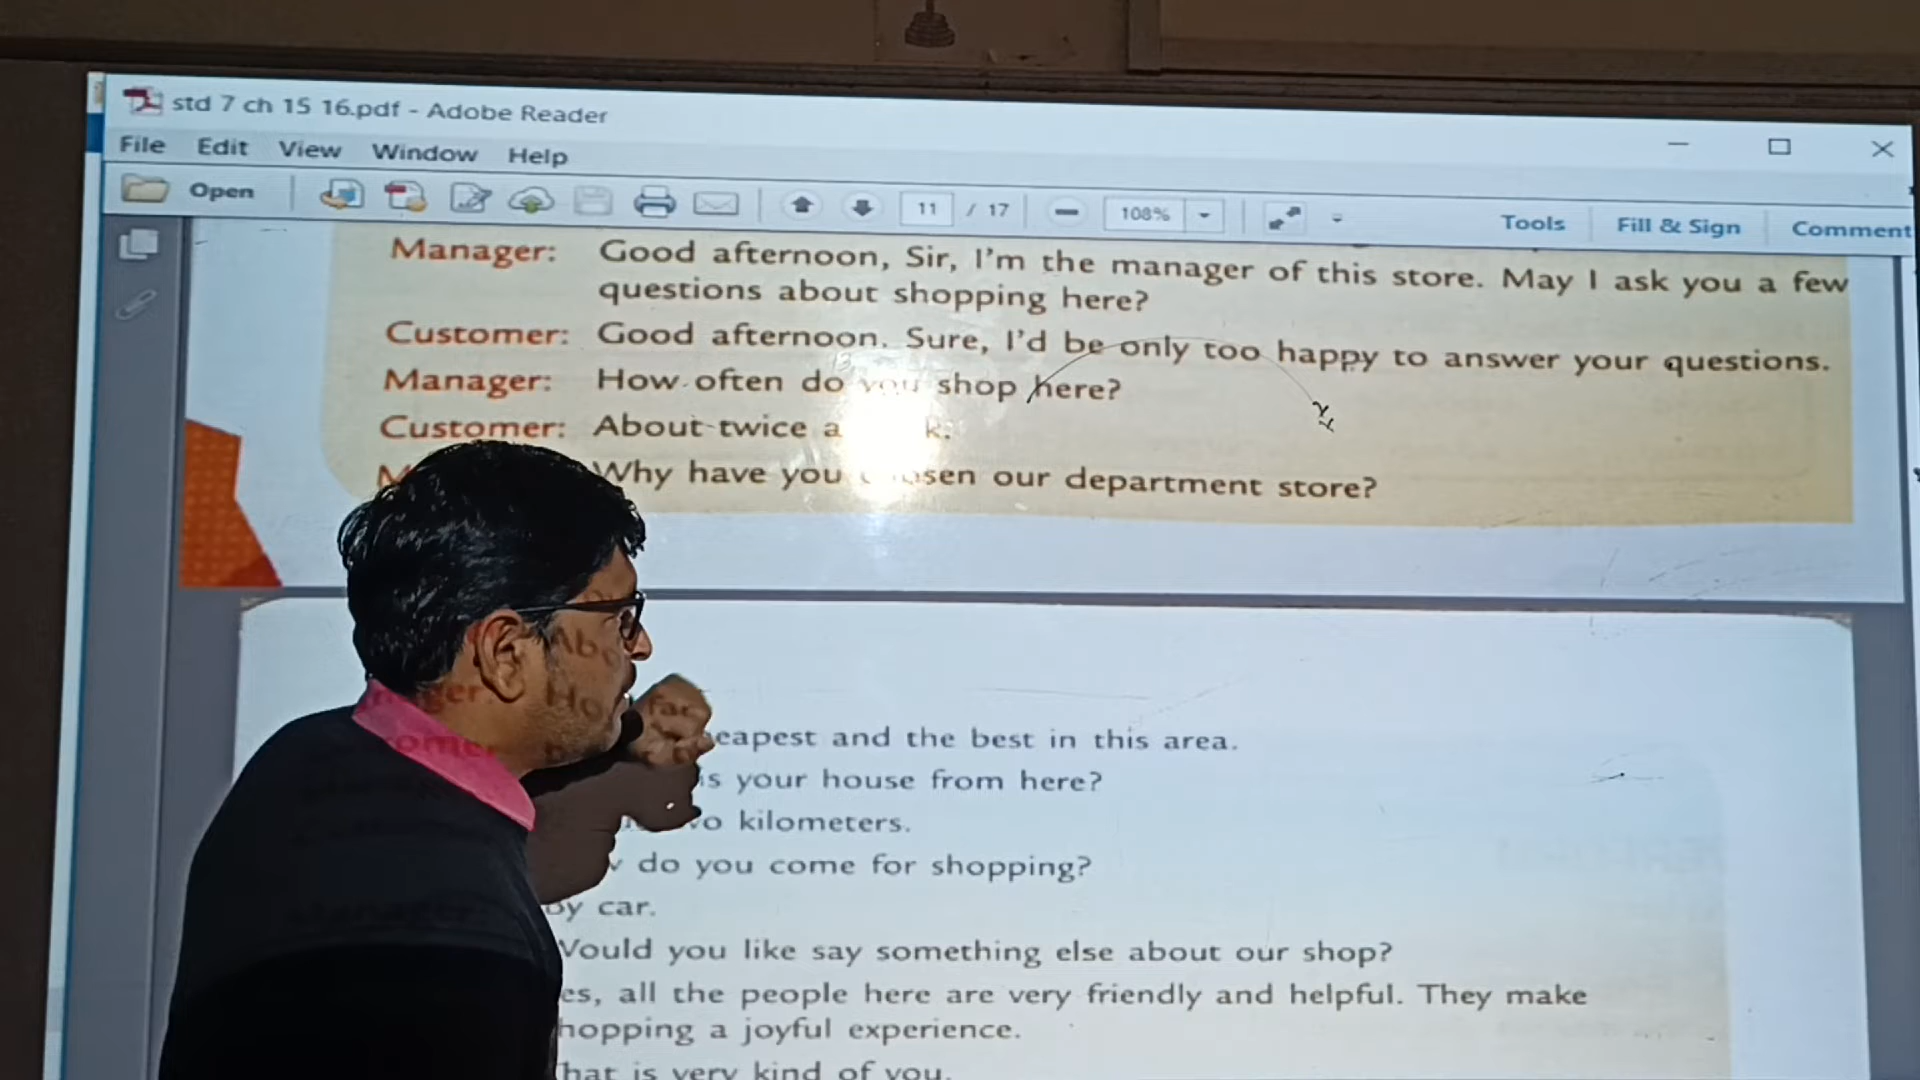 std 7 ch 15 16.pdf - Adobe Reader
File Edit View Window Help
Open 11 / 17 108% Tools Fill & Sign Comment
Manager: Good afternoon, Sir, I'm the manager of this store. May I ask you a few
questions about shopping here?
Customer: Good afternoon. Sure, I'd be only too happy to answer your questions.
Manager: How often do you shop here?
Customer: About twice a
Why have you our department store?
and the best in this area.
is your house from here?
kilometers.
do you come for shopping?
By car.
Would you like say something else about our shop?
all the people here are very friendly and helpful. They make
a joyful experience.
is very kind of you.